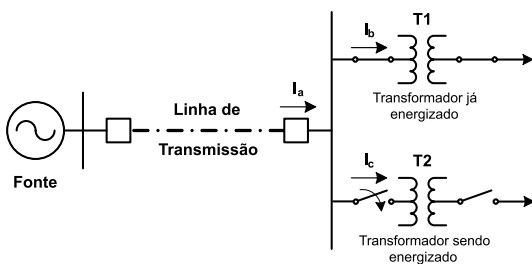 Fonte
Linha de
Transmissão
Ia
Ib
T1
Transformador já
energizado
Ic
T2
Transformador sendo
energizado